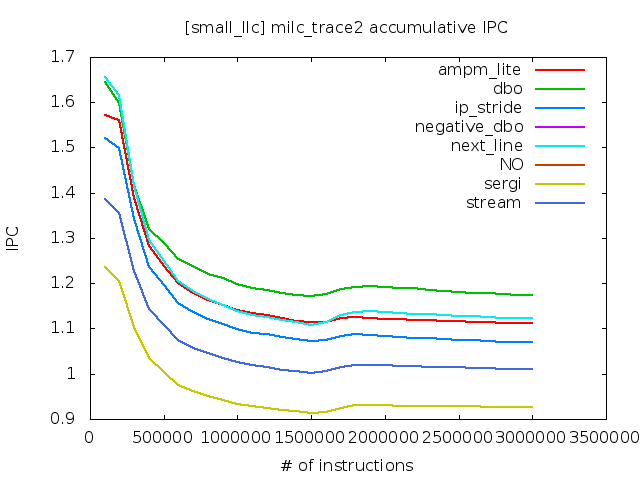 [small_llc] milc_trace2 accumulative IPC
IPC
1.7
1.6
1.5
1.4
1.3
1.2
1.1
1
0.9
ampm_lite
dbo
ip_stride
negative_dbo
next_line
NO
sergi
stream
0 500000 1000000 1500000 2000000 2500000 3000000 3500000
# of instructions